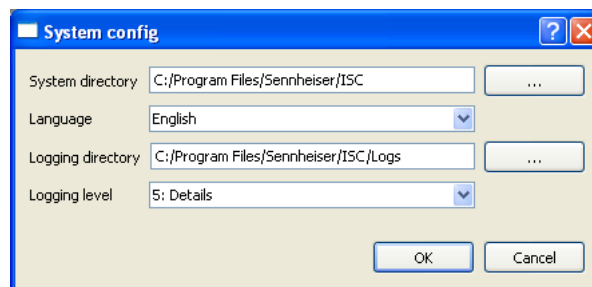 System config
System directory C:/Program Files/Sennheiser/ISC ...
Language English
Logging directory C:/Program Files/Sennheiser/ISC/Logs ...
Logging level 5: Details
OK Cancel